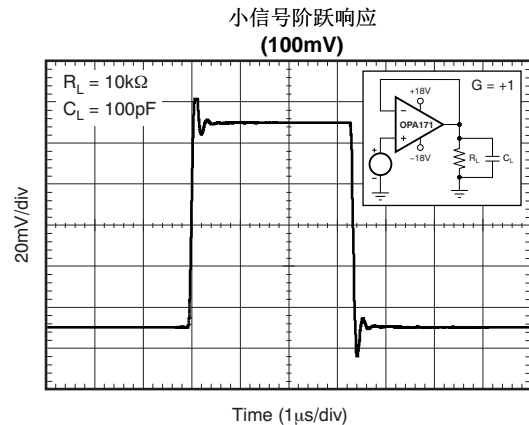 小信号阶跃响应
(100mV)
R_L = 10kΩ
C_L = 100pF
G = +1
+18V
−
OPA171
+
−18V
+
−
R_L
C_L
20mV/div
Time (1μs/div)